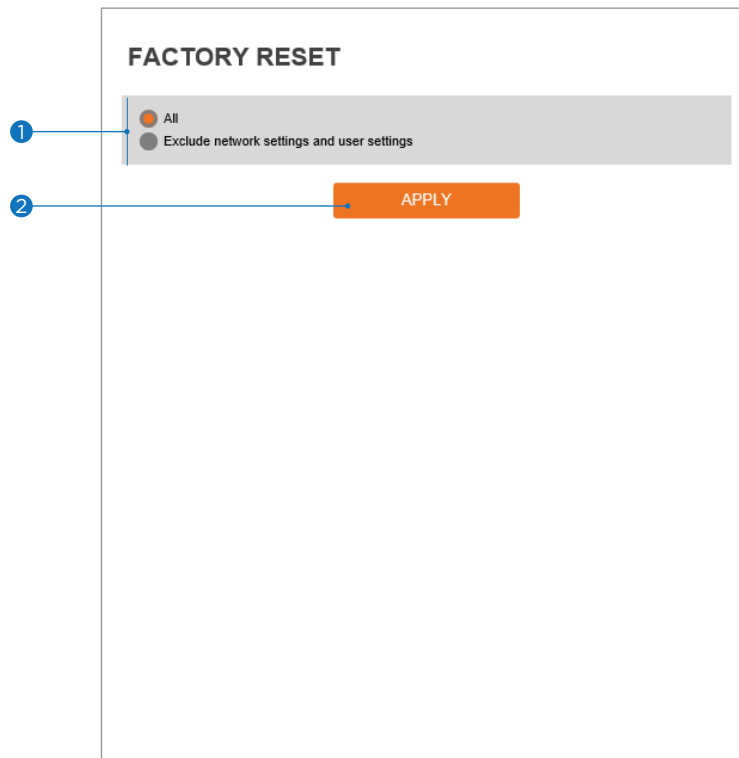 FACTORY RESET
1
All
Exclude network settings and user settings
2
APPLY